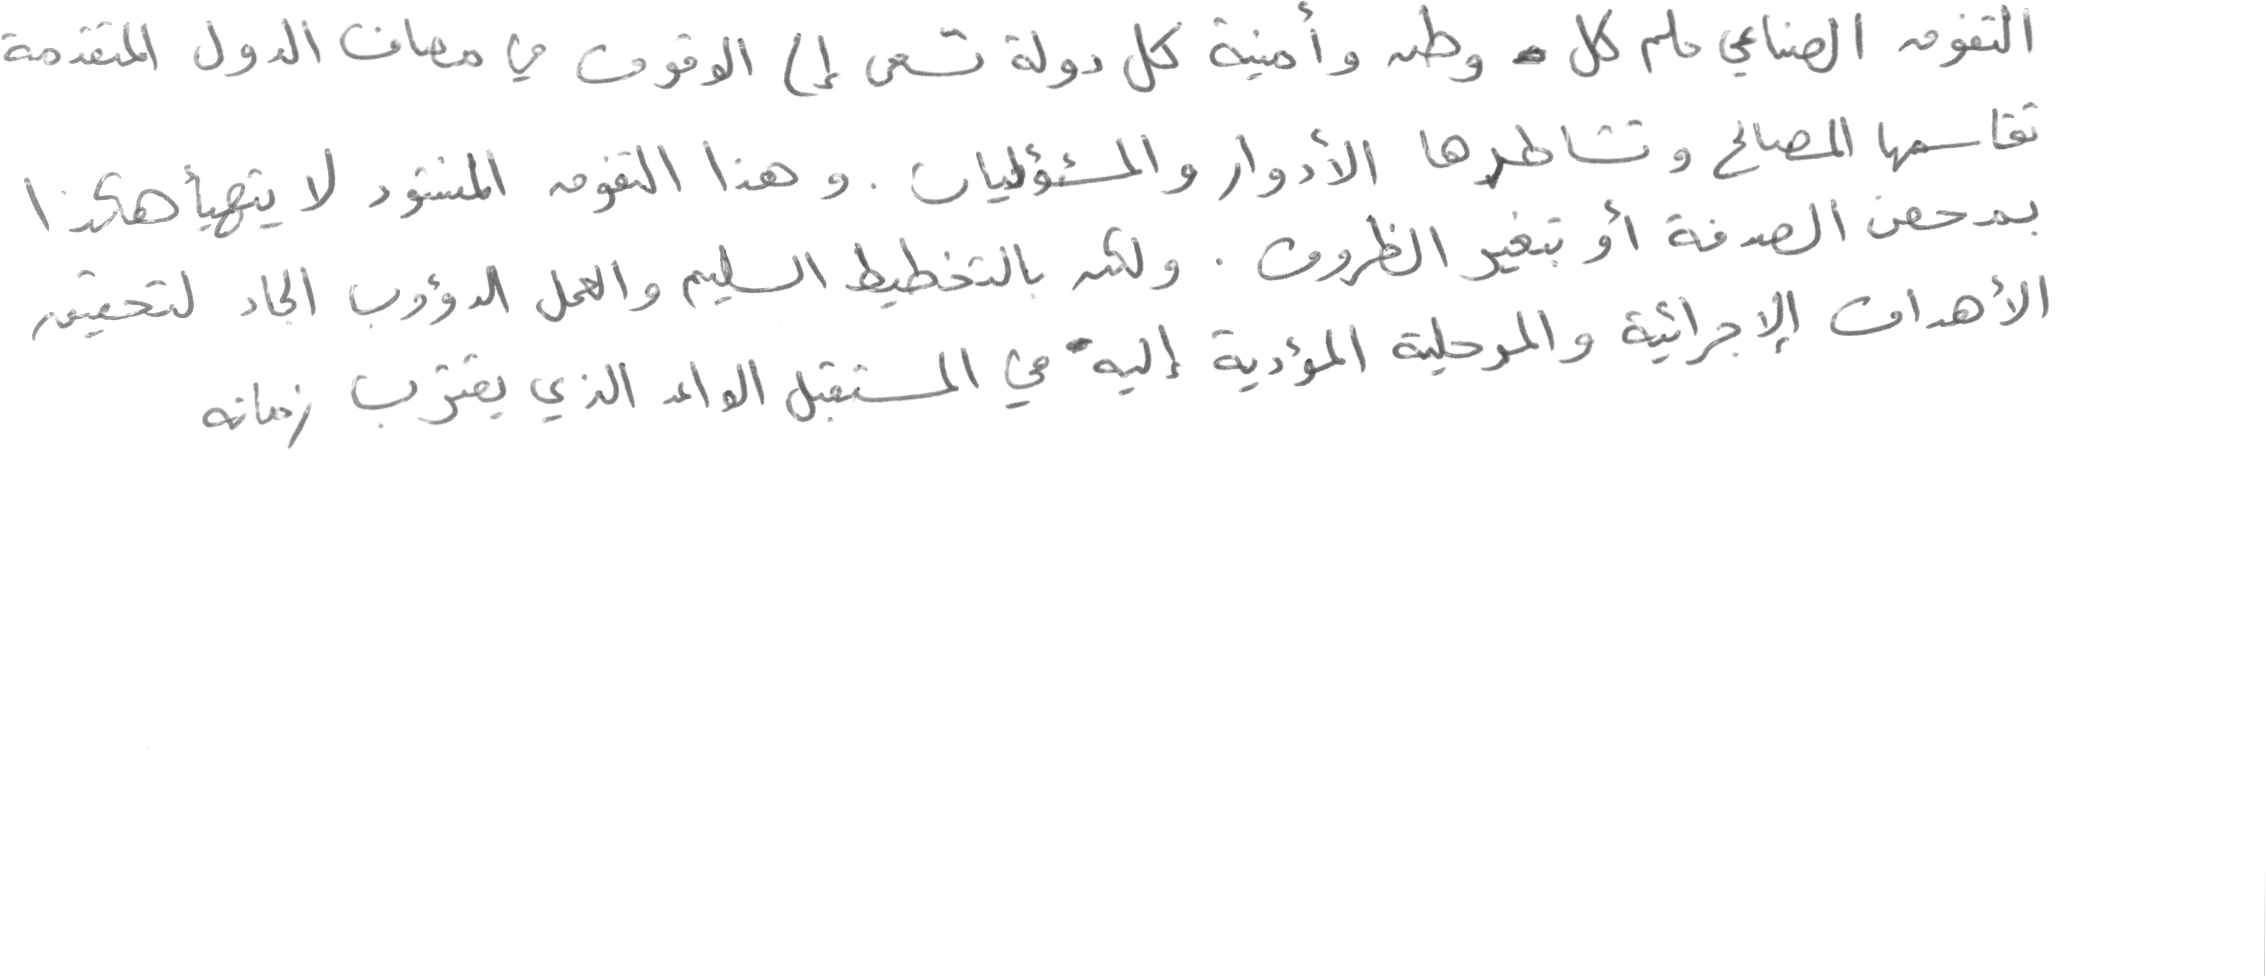 التفوق الصناعي حلم كل وطن وأمنية كل دولة تسعى إلى الوقوف في مصاف الدول المتقدمة
تقاسمها المصالح وتشاطرها الأدوار والمسئوليات . وهذا التفوق المنشود لا يتهيأ هكذا
بمحض الصدفة أو بتغير الظروف . ولكن بالتخطيط السليم والعمل الدؤوب الجاد لتحقيق
الأهداف الإجرائية والمرحلية المؤدية إليه في المستقبل الواعد الذي يقترب زمانه